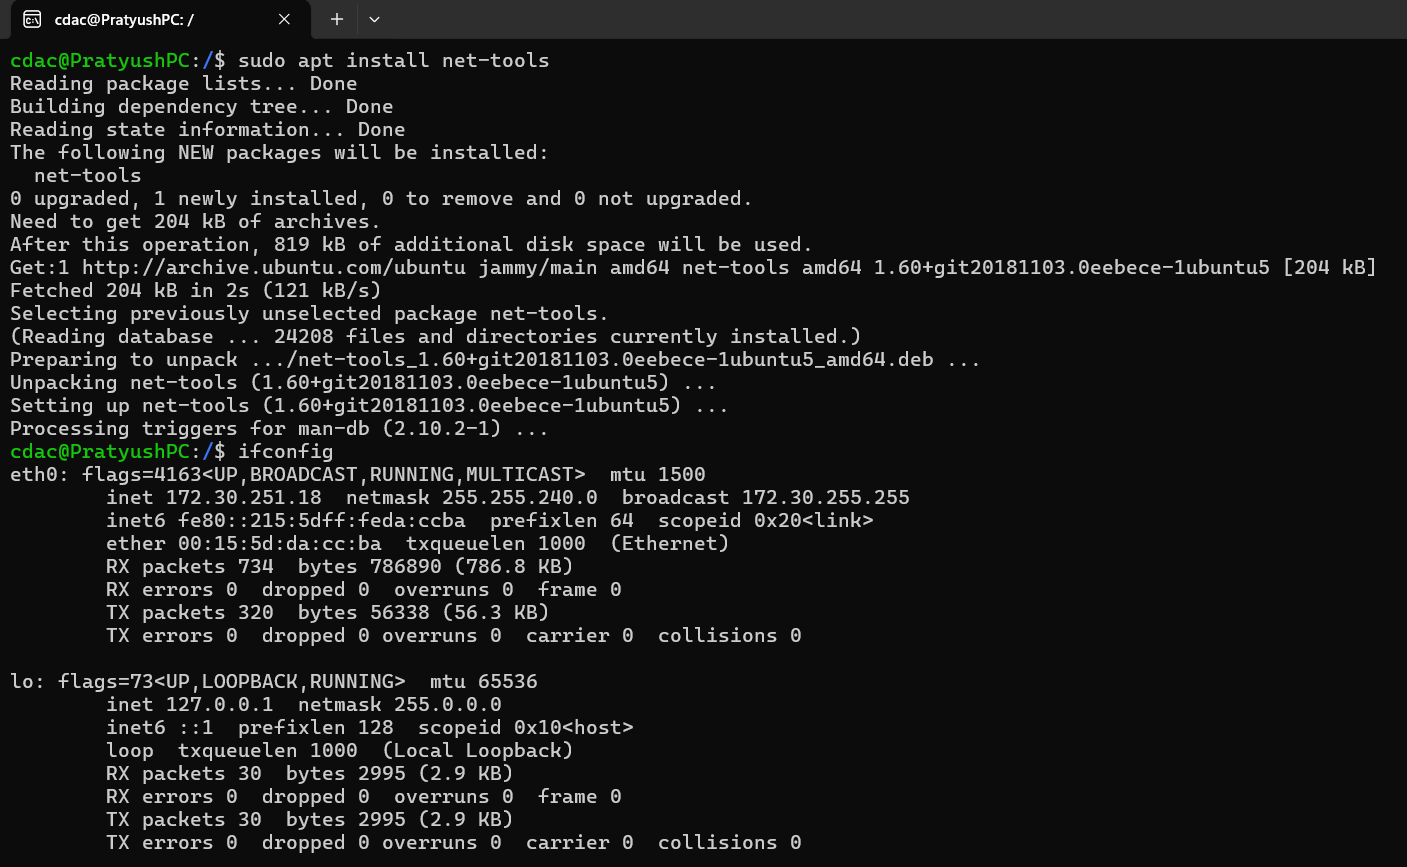 cdac@PratyushPC: /
cdac@PratyushPC:/$ sudo apt install net-tools
Reading package lists... Done
Building dependency tree... Done
Reading state information... Done
The following NEW packages will be installed:
  net-tools
0 upgraded, 1 newly installed, 0 to remove and 0 not upgraded.
Need to get 204 kB of archives.
After this operation, 819 kB of additional disk space will be used.
Get:1 http://archive.ubuntu.com/ubuntu jammy/main amd64 net-tools amd64 1.60+git20181103.0eebece-1ubuntu5 [204 kB]
Fetched 204 kB in 2s (121 kB/s)
Selecting previously unselected package net-tools.
(Reading database ... 24208 files and directories currently installed.)
Preparing to unpack .../net-tools_1.60+git20181103.0eebece-1ubuntu5_amd64.deb ...
Unpacking net-tools (1.60+git20181103.0eebece-1ubuntu5) ...
Setting up net-tools (1.60+git20181103.0eebece-1ubuntu5) ...
Processing triggers for man-db (2.10.2-1) ...
cdac@PratyushPC:/$ ifconfig
eth0: flags=4163<UP,BROADCAST,RUNNING,MULTICAST>  mtu 1500
        inet 172.30.251.18  netmask 255.255.240.0  broadcast 172.30.255.255
        inet6 fe80::215:5dff:feda:ccba  prefixlen 64  scopeid 0x20<link>
        ether 00:15:5d:da:cc:ba  txqueuelen 1000  (Ethernet)
        RX packets 734  bytes 786890 (786.8 KB)
        RX errors 0  dropped 0  overruns 0  frame 0
        TX packets 320  bytes 56338 (56.3 KB)
        TX errors 0  dropped 0 overruns 0  carrier 0  collisions 0

lo: flags=73<UP,LOOPBACK,RUNNING>  mtu 65536
        inet 127.0.0.1  netmask 255.0.0.0
        inet6 ::1  prefixlen 128  scopeid 0x10<host>
        loop  txqueuelen 1000  (Local Loopback)
        RX packets 30  bytes 2995 (2.9 KB)
        RX errors 0  dropped 0  overruns 0  frame 0
        TX packets 30  bytes 2995 (2.9 KB)
        TX errors 0  dropped 0 overruns 0  carrier 0  collisions 0